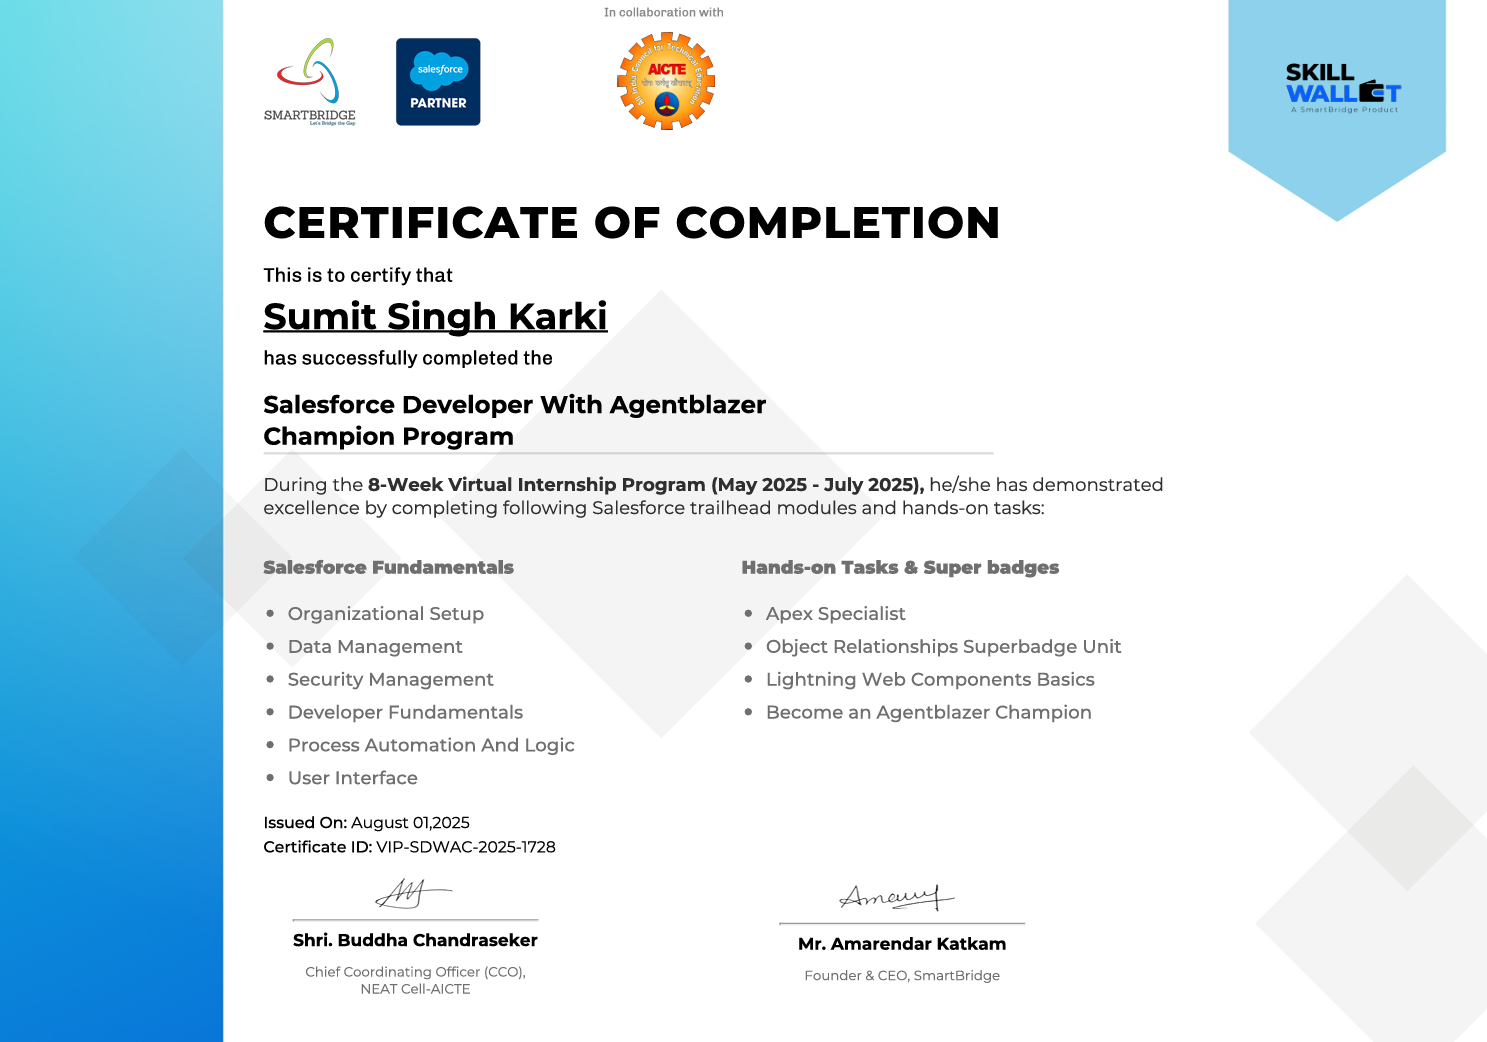 In collaboration with
SMARTBRIDGE
Let's Bridge the Gap
salesforce
PARTNER
All India Council for Technical Education
AICTE
SKILL
WALLET
A SmartBridge Product
CERTIFICATE OF COMPLETION
This is to certify that
Sumit Singh Karki
has successfully completed the
Salesforce Developer With Agentblazer
Champion Program
During the 8-Week Virtual Internship Program (May 2025 - July 2025), he/she has demonstrated
excellence by completing following Salesforce trailhead modules and hands-on tasks:
Salesforce Fundamentals
• Organizational Setup
• Data Management
• Security Management
• Developer Fundamentals
• Process Automation And Logic
• User Interface
Hands-on Tasks & Super badges
• Apex Specialist
• Object Relationships Superbadge Unit
• Lightning Web Components Basics
• Become an Agentblazer Champion
Issued On: August 01,2025
Certificate ID: VIP-SDWAC-2025-1728
Shri. Buddha Chandraseker
Chief Coordinating Officer (CCO),
NEAT Cell-AICTE
Mr. Amarendar Katkam
Founder & CEO, SmartBridge